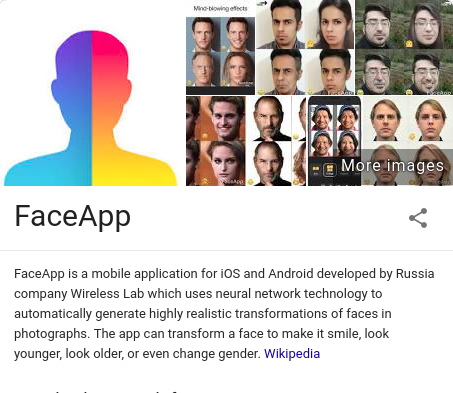 Mind-blowing effects
More images
FaceApp
FaceApp is a mobile application for iOS and Android developed by Russia
company Wireless Lab which uses neural network technology to
automatically generate highly realistic transformations of faces in
photographs. The app can transform a face to make it smile, look
younger, look older, or even change gender. Wikipedia